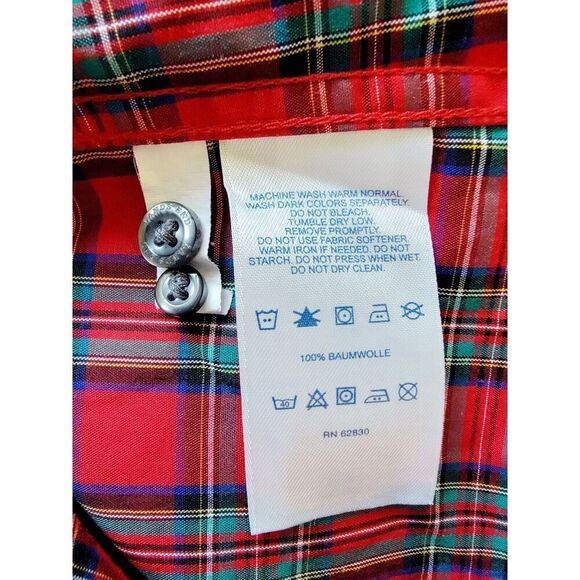 MACHINE WASH WARM NORMAL.
WASH DARK COLORS SEPARATELY.
DO NOT BLEACH.
TUMBLE DRY LOW.
REMOVE PROMPTLY.
DO NOT USE FABRIC SOFTENER.
WARM IRON IF NEEDED. DO NOT
STARCH. DO NOT PRESS WHEN WET.
DO NOT DRY CLEAN.
100% BAUMWOLLE
40
RN 62830